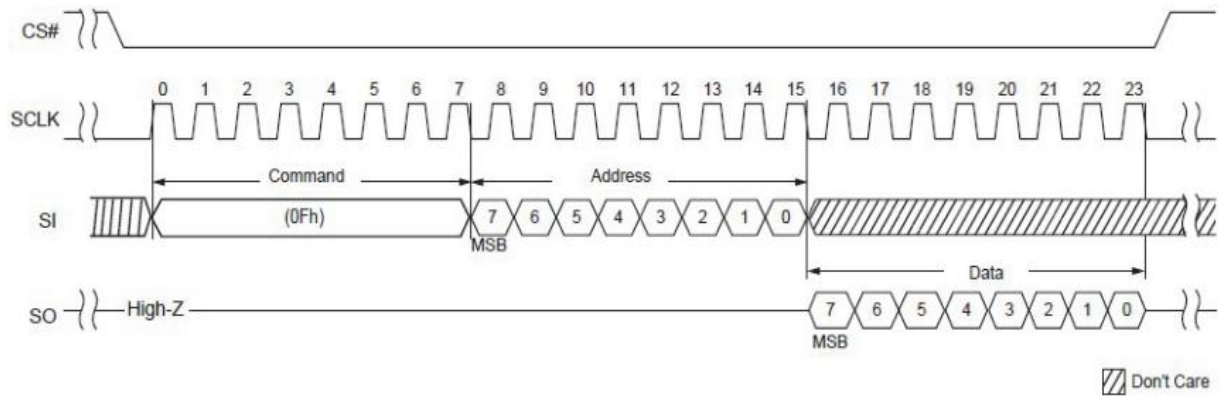 CS#
0 1 2 3 4 5 6 7 8 9 10 11 12 13 14 15 16 17 18 19 20 21 22 23
SCLK
Command Address
SI (0Fh) 7 6 5 4 3 2 1 0
MSB
Data
SO High-Z 7 6 5 4 3 2 1 0
MSB
Don't Care